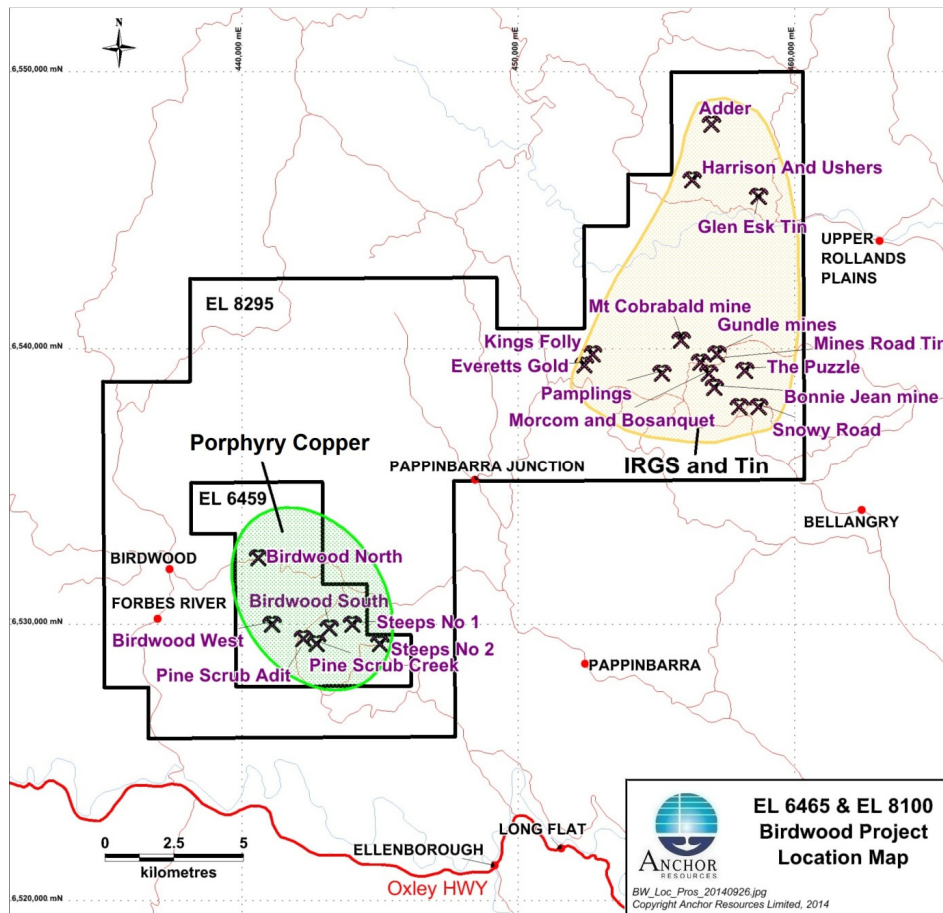 440,000 mE
450,000 mE
460,000 mE
6,550,000 mN
Adder
Harrison And Ushers
Glen Esk Tin
UPPER
ROLLANDS
PLAINS
EL 8295
Mt Cobrabald mine
Gundle mines
6,540,000 mN
Kings Folly
Mines Road Tin
Everetts Gold
The Puzzle
Pamplings
Bonnie Jean mine
Morcom and Bosanquet
Snowy Road
Porphyry Copper
IRGS and Tin
PAPPINBARRA JUNCTION
EL 6459
BELLANGRY
BIRDWOOD
Birdwood North
FORBES RIVER
Birdwood South
6,530,000 mN
Steeps No 1
Birdwood West
Steeps No 2
Pine Scrub Creek
Pine Scrub Adit
PAPPINBARRA
0 2.5 5
kilometres
LONG FLAT
ELLENBOROUGH
Oxley HWY
6,520,000 mN
EL 6465 & EL 8100
Birdwood Project
Location Map
ANCHOR
RESOURCES
BW_Loc_Pros_20140926.jpg
Copyright Anchor Resources Limited, 2014